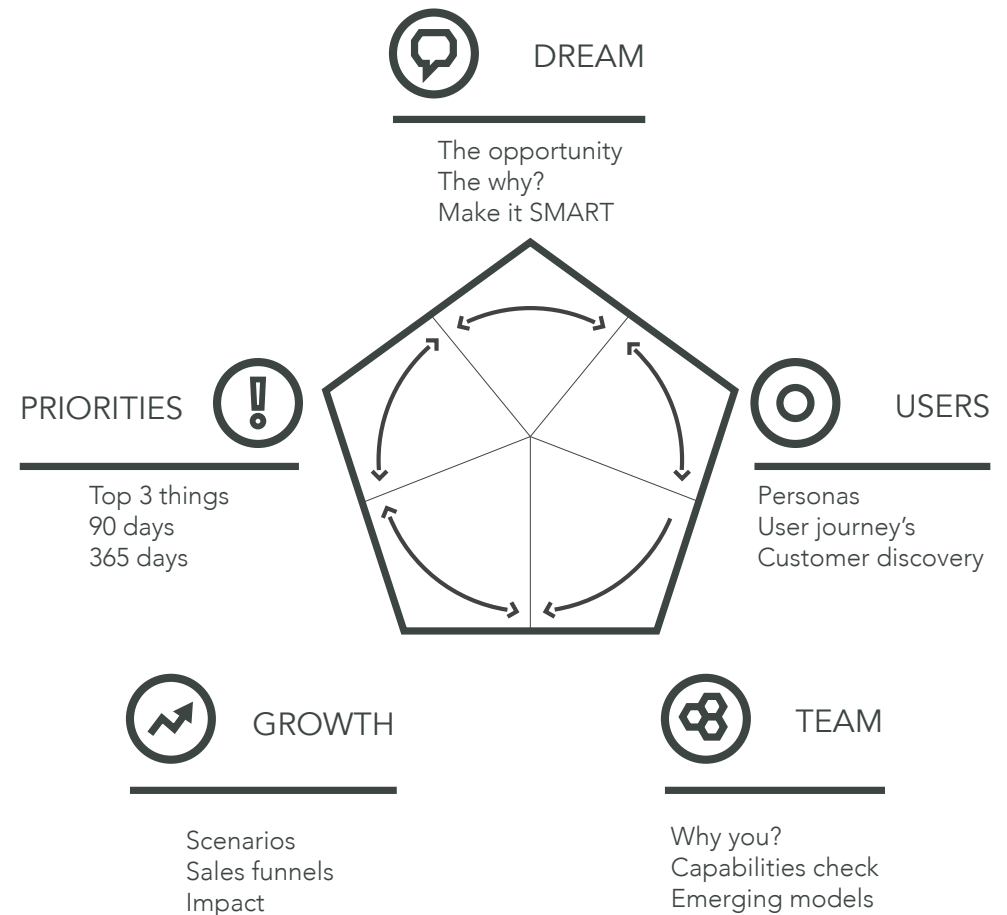 DREAM
The opportunity
The why?
Make it SMART
PRIORITIES
Top 3 things
90 days
365 days
USERS
Personas
User journey’s
Customer discovery
GROWTH
Scenarios
Sales funnels
Impact
TEAM
Why you?
Capabilities check
Emerging models